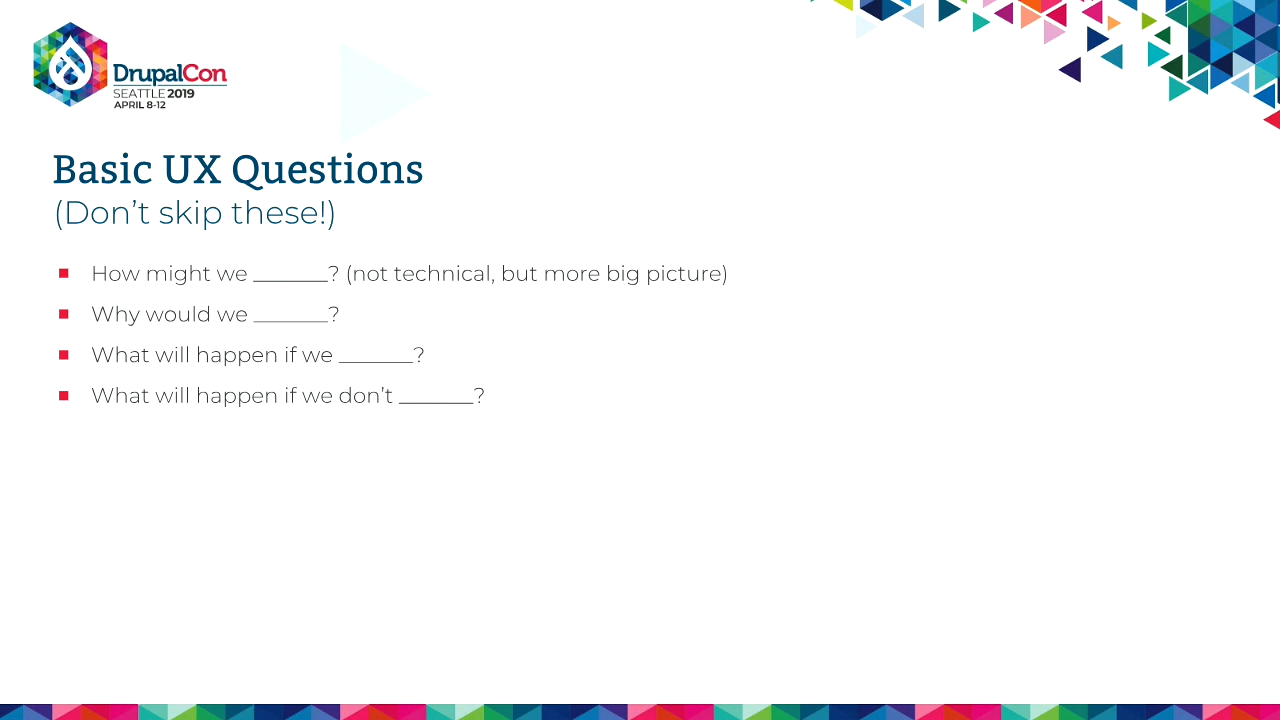 DrupalCon
SEATTLE 2019
APRIL 8-12
Basic UX Questions
(Don’t skip these!)
How might we _______? (not technical, but more big picture)
Why would we _______?
What will happen if we _______?
What will happen if we don’t _______?